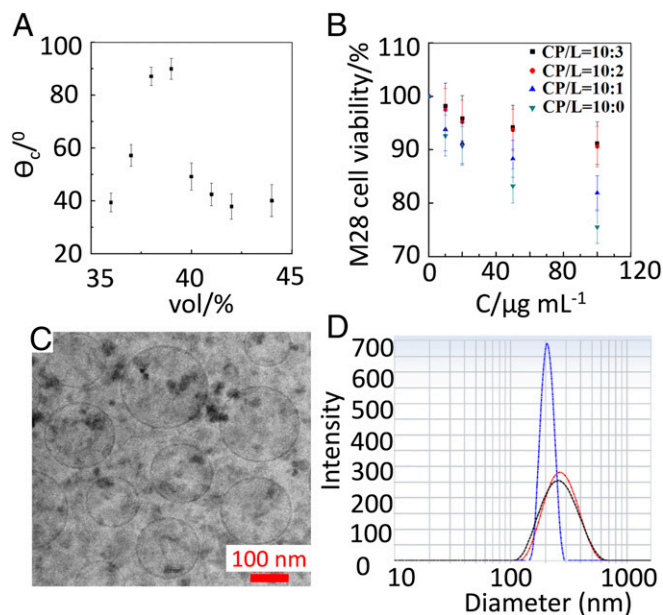 A
Θc/⁰
100
80
60
40
20
35
40
45
vol/%
B
M28 cell viability/%
110
100
90
80
70
0
40
80
120
C/μg mL⁻¹
CP/L=10:3
CP/L=10:2
CP/L=10:1
CP/L=10:0
C
100 nm
D
Intensity
700
600
500
400
300
200
100
0
10
100
1000
Diameter (nm)